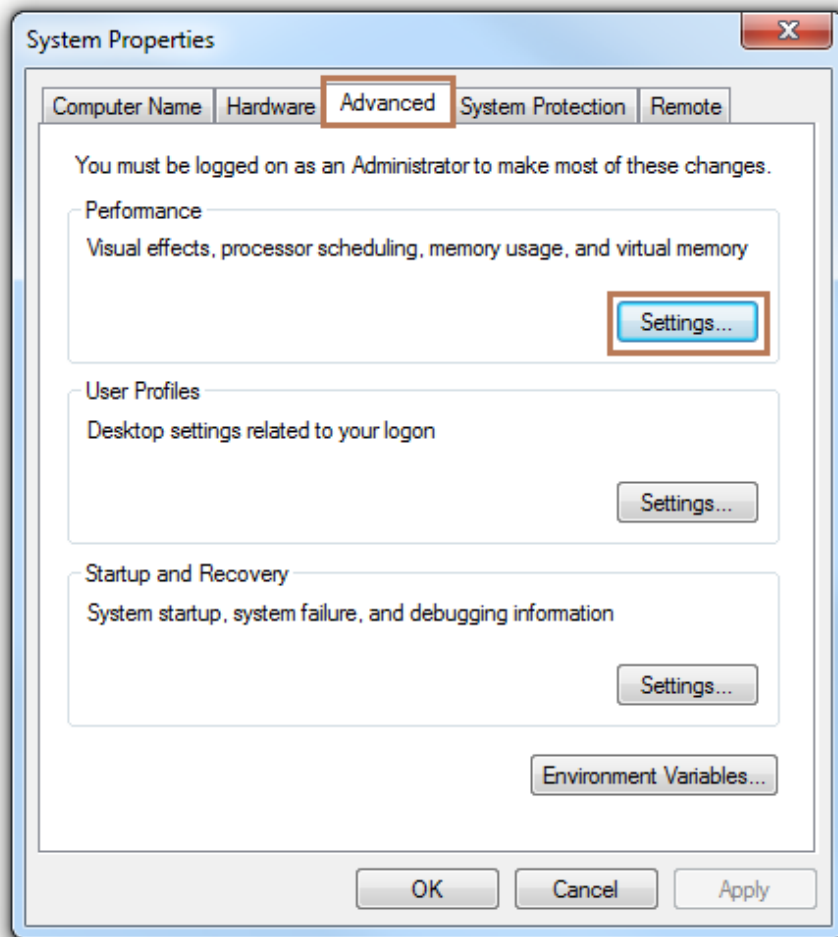 System Properties
Computer Name Hardware Advanced System Protection Remote
You must be logged on as an Administrator to make most of these changes.
Performance
Visual effects, processor scheduling, memory usage, and virtual memory
Settings...
User Profiles
Desktop settings related to your logon
Settings...
Startup and Recovery
System startup, system failure, and debugging information
Settings...
Environment Variables...
OK Cancel Apply